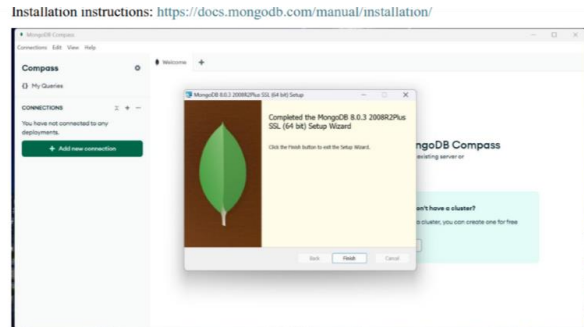 Installation instructions: https://docs.mongodb.com/manual/installation/
MongoDB Compass
Connections Edit View Help
Compass
Welcome +
My Queries
CONNECTIONS
You have not connected to any
deployments.
+ Add new connection
MongoDB 8.0.3 2008R2Plus SSL (64 bit) Setup
Completed the MongoDB 8.0.3 2008R2Plus
SSL (64 bit) Setup Wizard
Click the Finish button to exit the Setup Wizard.
Back Finish Cancel
ngoDB Compass
existing server or
on't have a cluster?
cluster, you can create one for free